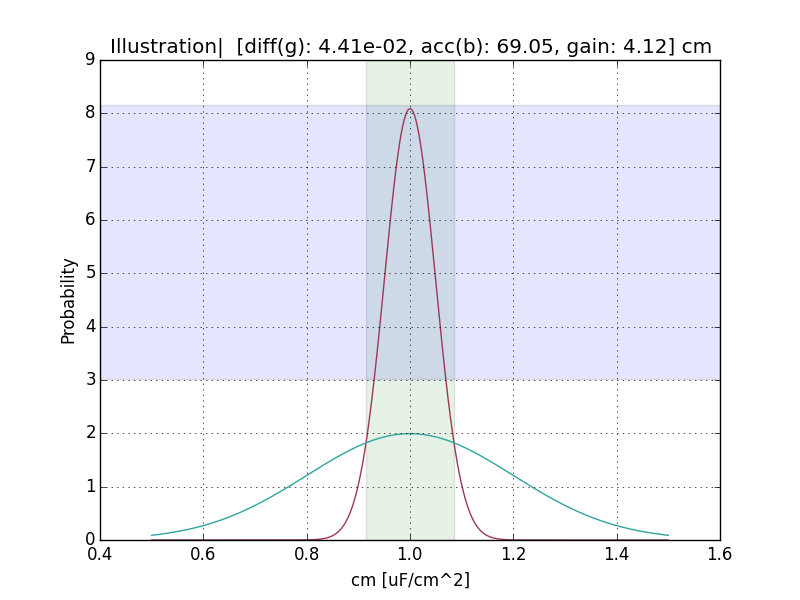 Illustration|  [diff(g): 4.41e-02, acc(b): 69.05, gain: 4.12] cm
9
8
7
6
5
4
3
2
1
0
Probability
0.4 0.6 0.8 1.0 1.2 1.4 1.6
cm [uF/cm^2]